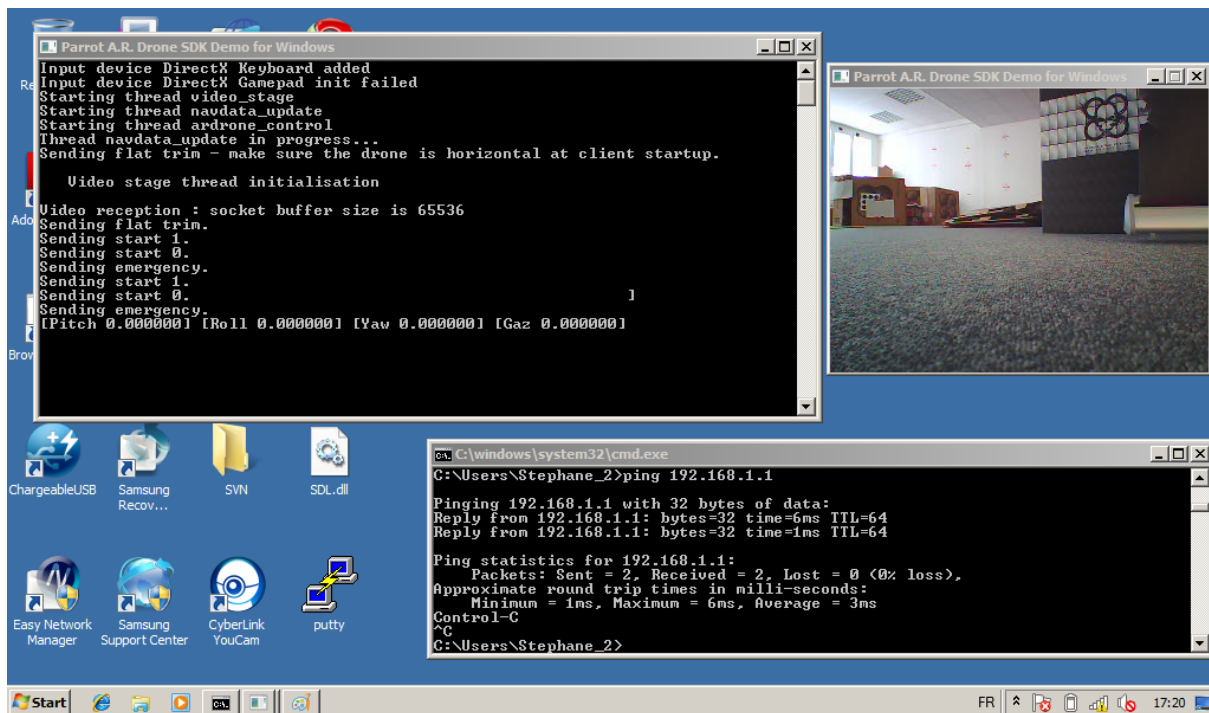 Parrot A.R. Drone SDK Demo for Windows
Input device DirectX Keyboard added
Input device DirectX Gamepad init failed
Starting thread video_stage
Starting thread navdata_update
Starting thread ardrone_control
Thread navdata_update in progress...
Sending flat trim - make sure the drone is horizontal at client startup.
Video stage thread initialisation
Video reception : socket buffer size is 65536
Sending flat trim.
Sending start 1.
Sending start 0.
Sending emergency.
Sending start 1.
Sending start 0. ]
Sending emergency.
[Pitch 0.000000] [Roll 0.000000] [Yaw 0.000000] [Gaz 0.000000]
Parrot A.R. Drone SDK Demo for Windows
Re
Ado
Brow
ChargeableUSB
Samsung
Recov...
SVN
SDL.dll
Easy Network
Manager
Samsung
Support Center
CyberLink
YouCam
putty
C:\windows\system32\cmd.exe
C:\Users\Stephane_2>ping 192.168.1.1
Pinging 192.168.1.1 with 32 bytes of data:
Reply from 192.168.1.1: bytes=32 time=6ms TTL=64
Reply from 192.168.1.1: bytes=32 time=1ms TTL=64
Ping statistics for 192.168.1.1:
Packets: Sent = 2, Received = 2, Lost = 0 (0% loss),
Approximate round trip times in milli-seconds:
Minimum = 1ms, Maximum = 6ms, Average = 3ms
Control-C
^C
C:\Users\Stephane_2>
Start
FR
17:20